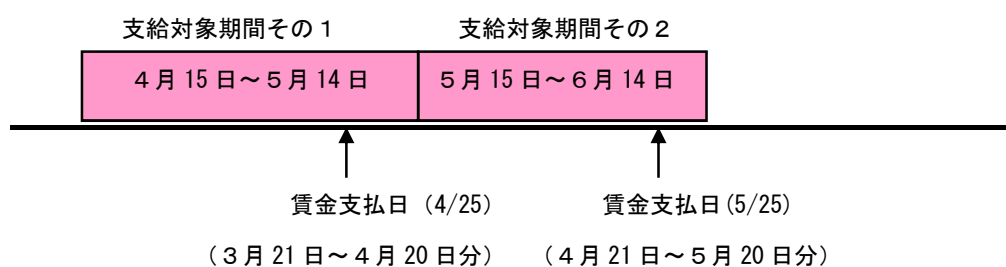 支給対象期間その１ 支給対象期間その２
４月 15 日～５月 14 日 ５月 15 日～６月 14 日
賃金支払日（4/25） 賃金支払日(5/25)
（３月 21 日～４月 20 日分） （４月 21 日～５月 20 日分）